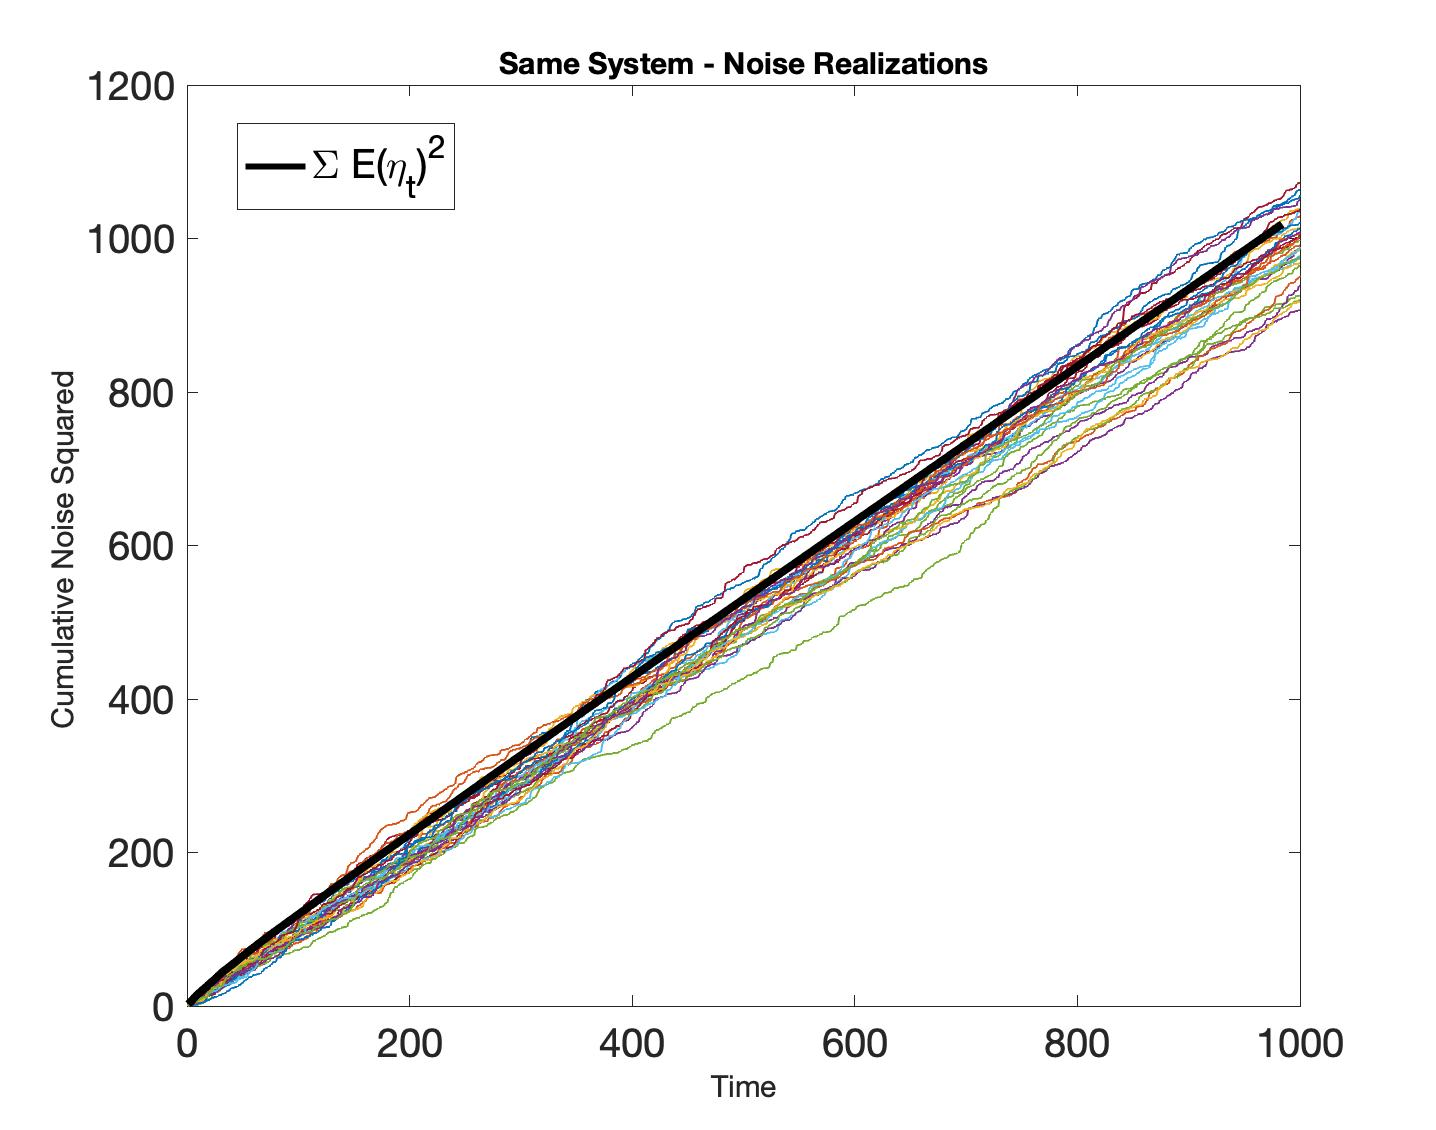 Same System - Noise Realizations
Σ E(η_t)^2
Cumulative Noise Squared
1200
1000
800
600
400
200
0
0 200 400 600 800 1000
Time